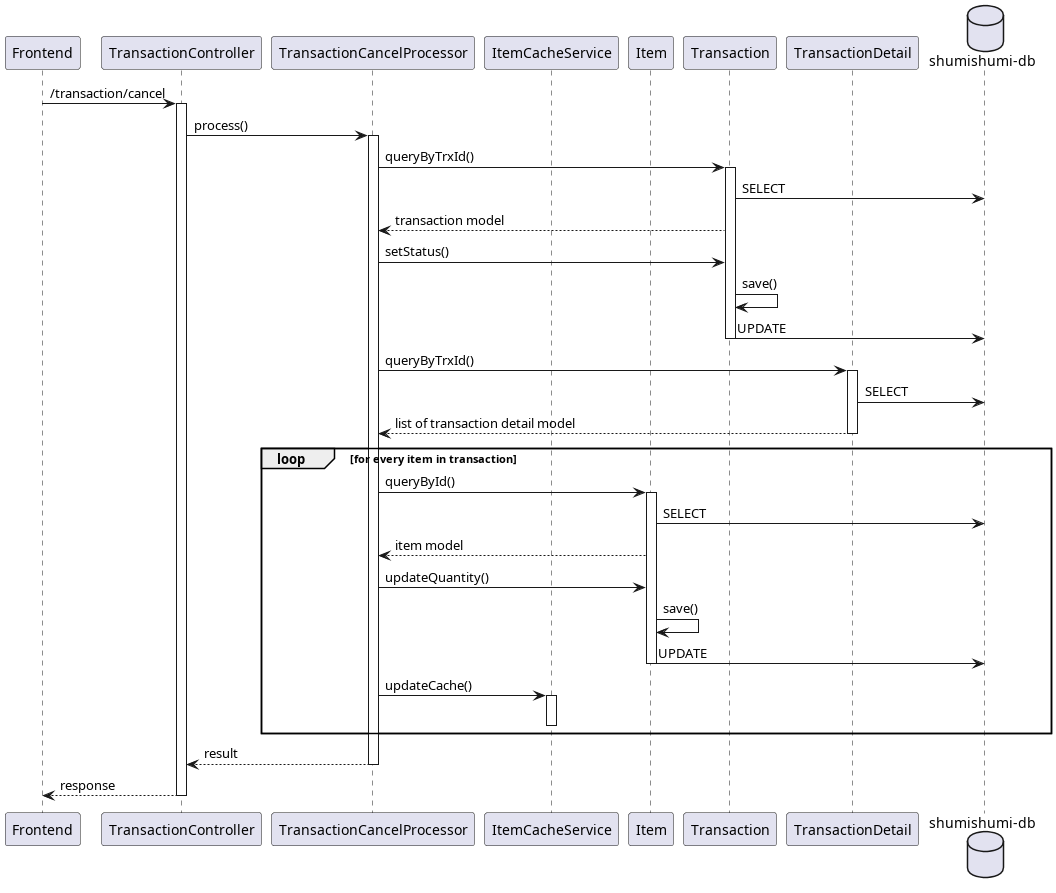 shumishumi-db
Frontend
TransactionController
TransactionCancelProcessor
ItemCacheService
Item
Transaction
TransactionDetail
/transaction/cancel
process()
queryByTrxId()
SELECT
transaction model
setStatus()
save()
UPDATE
queryByTrxId()
SELECT
list of transaction detail model
loop
[for every item in transaction]
queryById()
SELECT
item model
updateQuantity()
save()
UPDATE
updateCache()
result
response
Frontend
TransactionController
TransactionCancelProcessor
ItemCacheService
Item
Transaction
TransactionDetail
shumishumi-db